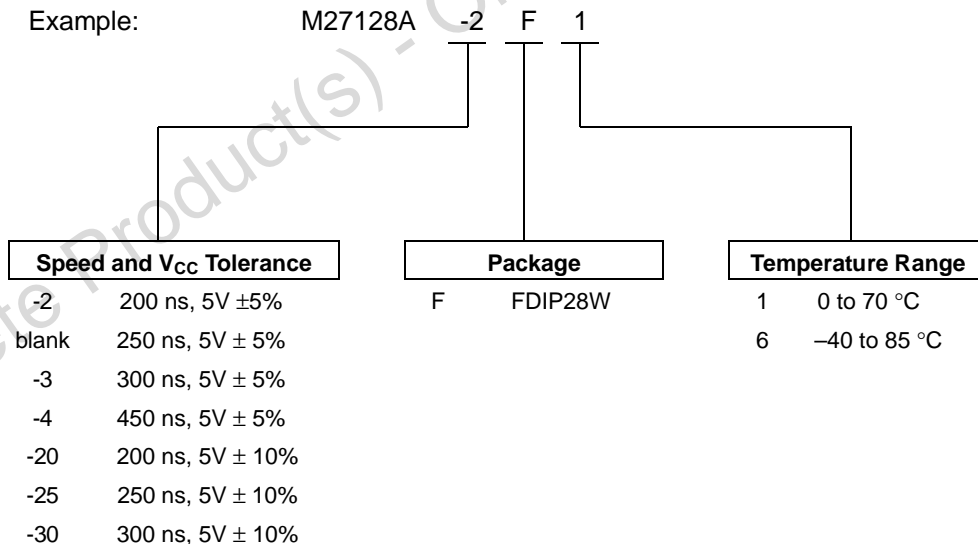 Example: M27128A -2 F 1
Speed and VCC Tolerance Package Temperature Range
-2 200 ns, 5V ±5% F FDIP28W 1 0 to 70 °C
blank 250 ns, 5V ± 5% 6 –40 to 85 °C
-3 300 ns, 5V ± 5%
-4 450 ns, 5V ± 5%
-20 200 ns, 5V ± 10%
-25 250 ns, 5V ± 10%
-30 300 ns, 5V ± 10%
Product(s) -